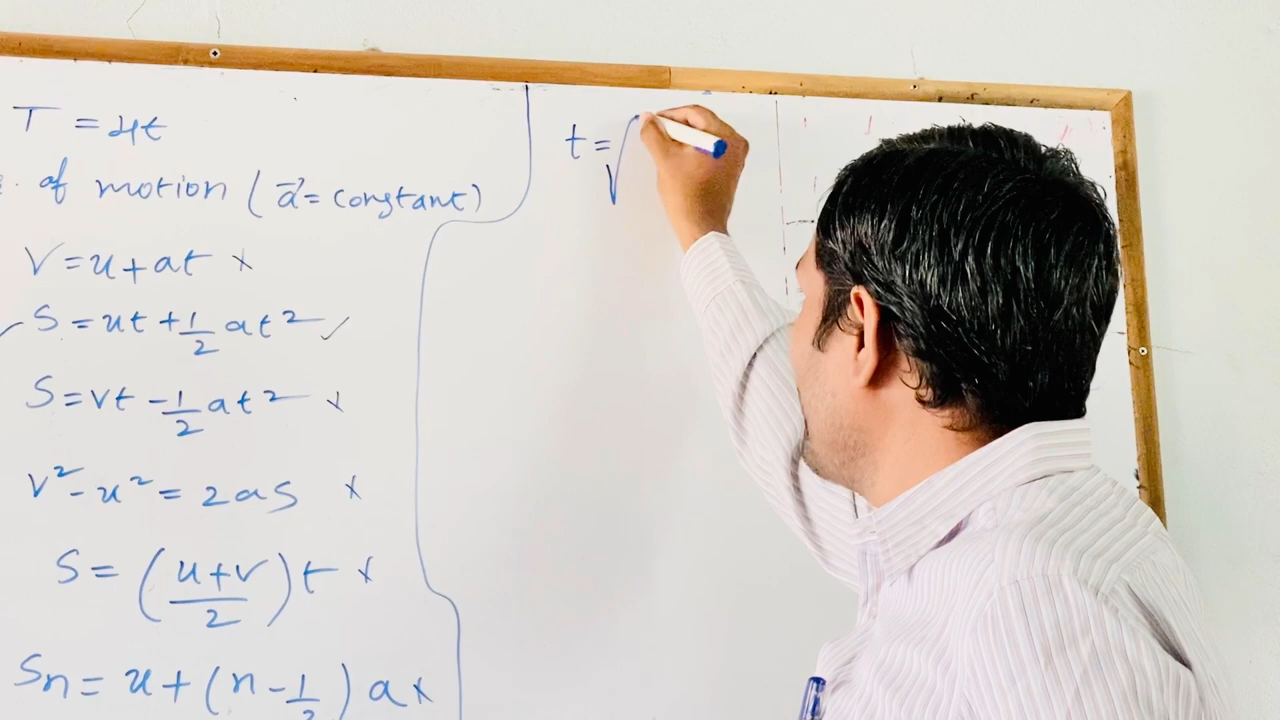 T = 4t
of motion (a⃗ = constant)
V = u + at ×
✓ S = ut + 1/2 at² ✓
S = vt - 1/2 at² ×
V² - u² = 2as ×
S = (u+v/2) t ×
Sn = u + (n - 1/2) a ×
t = √